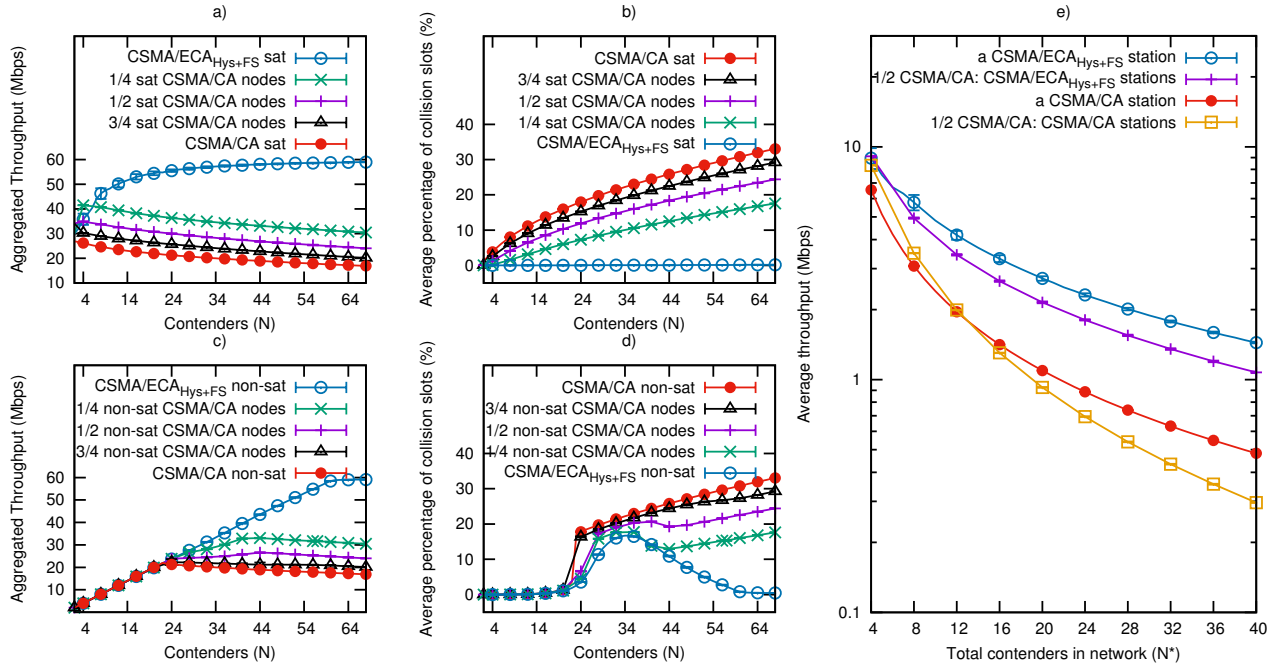 a)
Aggregated Throughput (Mbps)
CSMA/ECA_Hys+FS sat
1/4 sat CSMA/CA nodes
1/2 sat CSMA/CA nodes
3/4 sat CSMA/CA nodes
CSMA/CA sat
60
50
40
30
20
10
4 14 24 34 44 54 64
Contenders (N)
b)
Average percentage of collision slots (%)
CSMA/CA sat
3/4 sat CSMA/CA nodes
1/2 sat CSMA/CA nodes
1/4 sat CSMA/CA nodes
CSMA/ECA_Hys+FS sat
40
30
20
10
0
4 14 24 34 44 54 64
Contenders (N)
c)
Aggregated Throughput (Mbps)
CSMA/ECA_Hys+FS non-sat
1/4 non-sat CSMA/CA nodes
1/2 non-sat CSMA/CA nodes
3/4 non-sat CSMA/CA nodes
CSMA/CA non-sat
60
50
40
30
20
10
4 14 24 34 44 54 64
Contenders (N)
d)
Average percentage of collision slots (%)
CSMA/CA non-sat
3/4 non-sat CSMA/CA nodes
1/2 non-sat CSMA/CA nodes
1/4 non-sat CSMA/CA nodes
CSMA/ECA_Hys+FS non-sat
40
30
20
10
0
4 14 24 34 44 54 64
Contenders (N)
e)
Average throughput (Mbps)
a CSMA/ECA_Hys+FS station
1/2 CSMA/CA: CSMA/ECA_Hys+FS stations
a CSMA/CA station
1/2 CSMA/CA: CSMA/CA stations
10
1
0.1
4 8 12 16 20 24 28 32 36 40
Total contenders in network (N*)